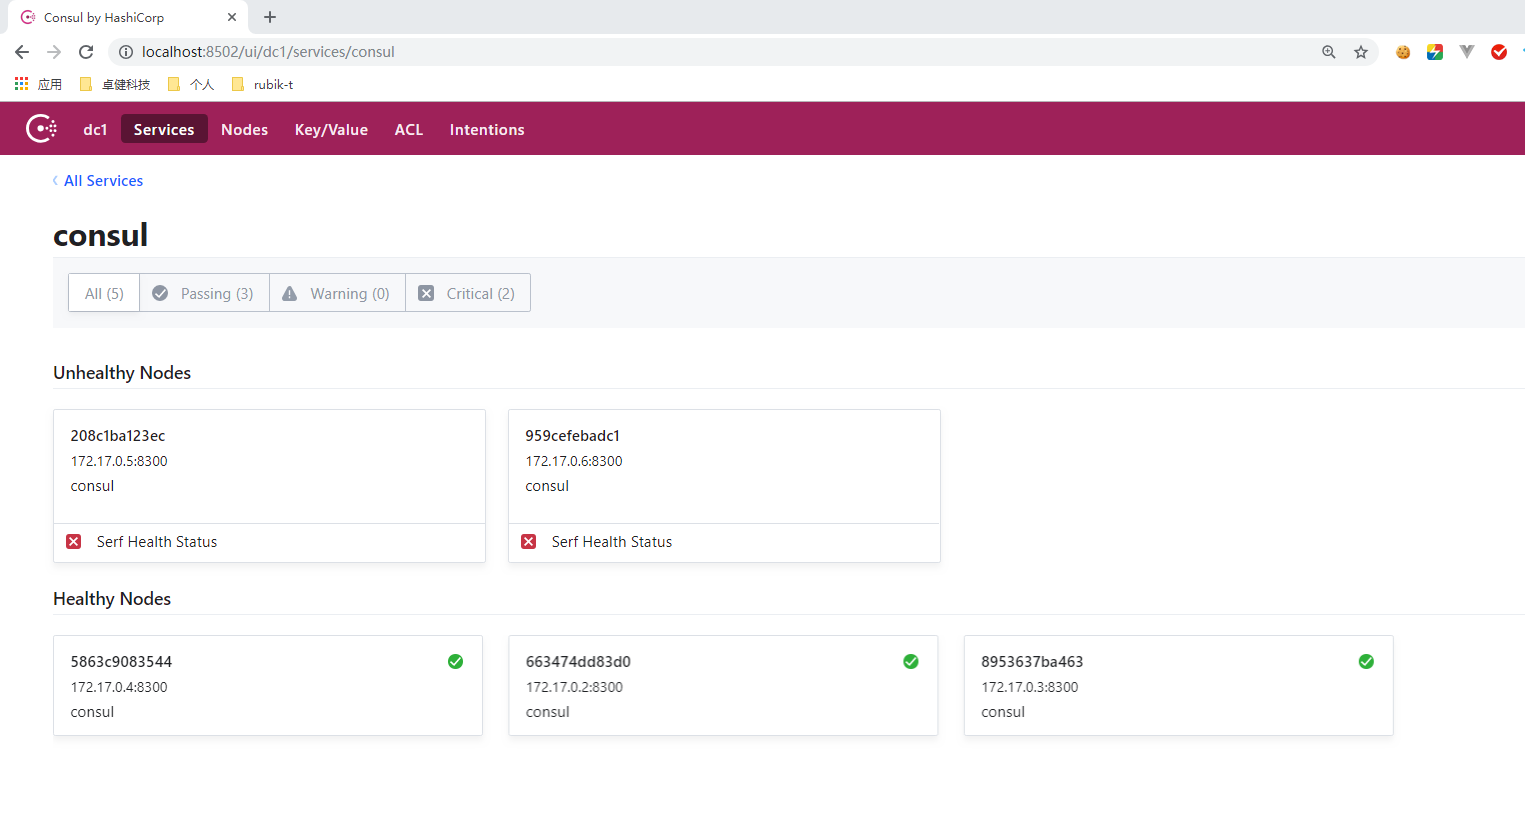 Consul by HashiCorp
localhost:8502/ui/dc1/services/consul
应用 卓健科技 个人 rubik-t
dc1 Services Nodes Key/Value ACL Intentions
All Services
consul
All (5) Passing (3) Warning (0) Critical (2)
Unhealthy Nodes
208c1ba123ec
172.17.0.5:8300
consul
Serf Health Status
959cefebadc1
172.17.0.6:8300
consul
Serf Health Status
Healthy Nodes
5863c9083544
172.17.0.4:8300
consul
663474dd83d0
172.17.0.2:8300
consul
8953637ba463
172.17.0.3:8300
consul